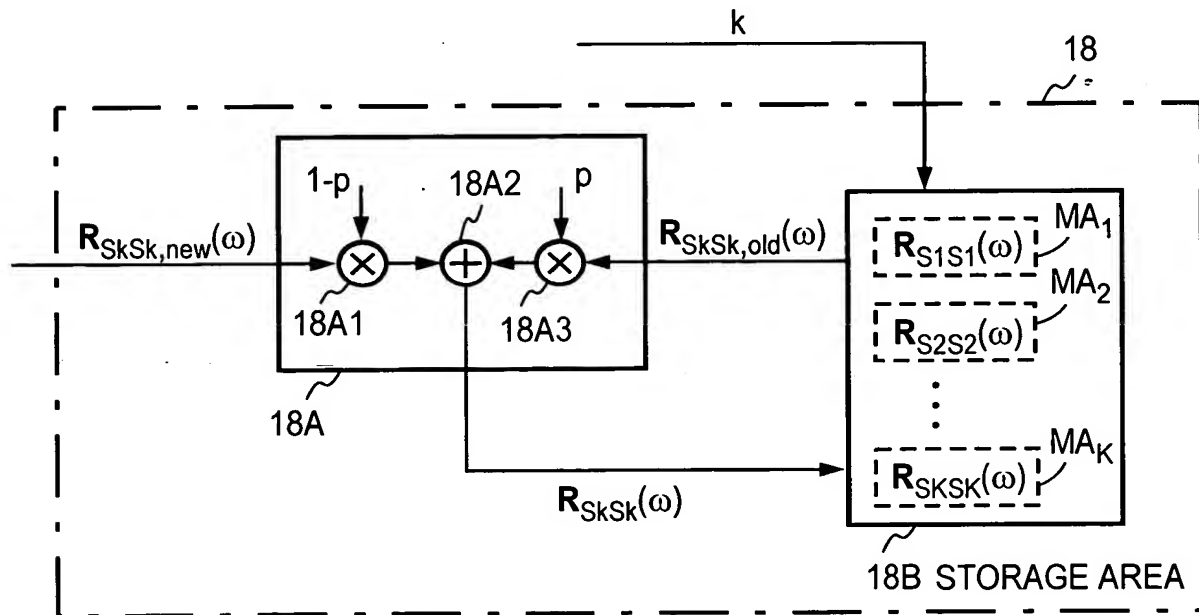 k
18
1-p
18A2
p
R_SkSk,new(ω)
R_SkSk,old(ω)
MA_1
R_S1S1(ω)
×
+
×
18A1
18A3
MA_2
R_S2S2(ω)
18A
MA_K
R_SKSK(ω)
R_SkSk(ω)
18B STORAGE AREA